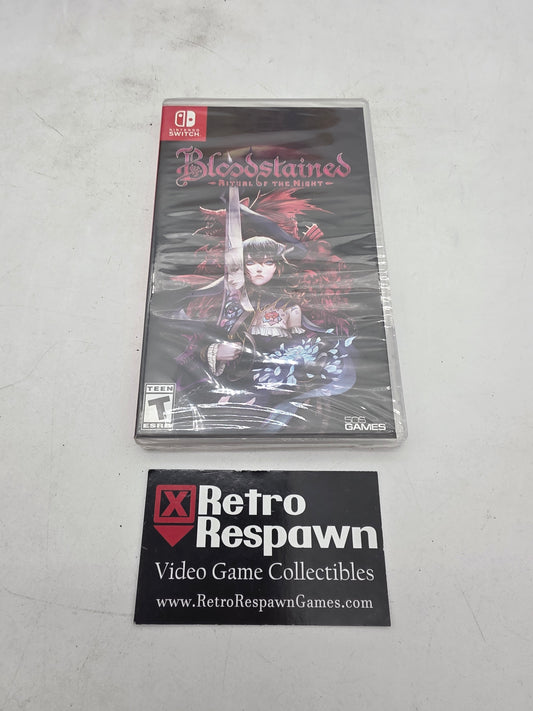 NINTENDO
SWITCH
Bloodstained
RITUAL OF THE NIGHT
TEEN
T
ESRB
505
GAMES
X
Retro
Respawn
Video Game Collectibles
www.RetroRespawnGames.com